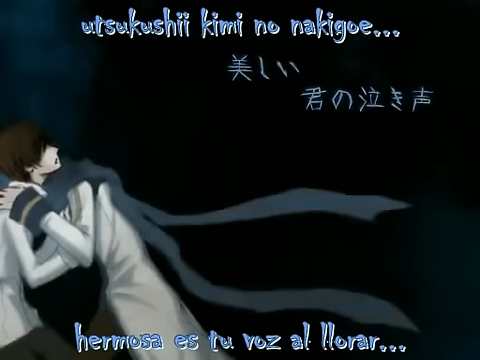 utsukushii kimi no nakigoe...
美しい
君の泣き声
hermosa es tu voz al llorar...